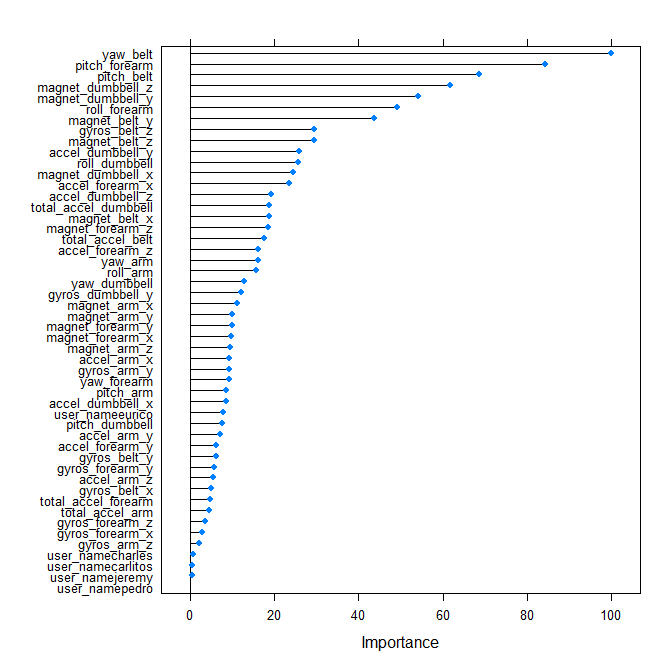 yaw_belt
pitch_forearm
pitch_belt
magnet_dumbbell_z
magnet_dumbbell_y
roll_forearm
magnet_belt_y
gyros_belt_z
magnet_belt_z
accel_dumbbell_y
roll_dumbbell
magnet_dumbbell_x
accel_forearm_x
accel_dumbbell_z
total_accel_dumbbell
magnet_belt_x
magnet_forearm_z
total_accel_belt
accel_forearm_z
yaw_arm
roll_arm
yaw_dumbbell
gyros_dumbbell_y
magnet_arm_x
magnet_arm_y
magnet_forearm_y
magnet_forearm_x
magnet_arm_z
accel_arm_x
gyros_arm_y
yaw_forearm
pitch_arm
accel_dumbbell_x
user_nameeurico
pitch_dumbbell
accel_arm_y
accel_forearm_y
gyros_belt_y
gyros_forearm_y
accel_arm_z
gyros_belt_x
total_accel_forearm
total_accel_arm
gyros_forearm_z
gyros_forearm_x
gyros_arm_z
user_namecharles
user_namecarlitos
user_namejeremy
user_namepedro
0 20 40 60 80 100
Importance